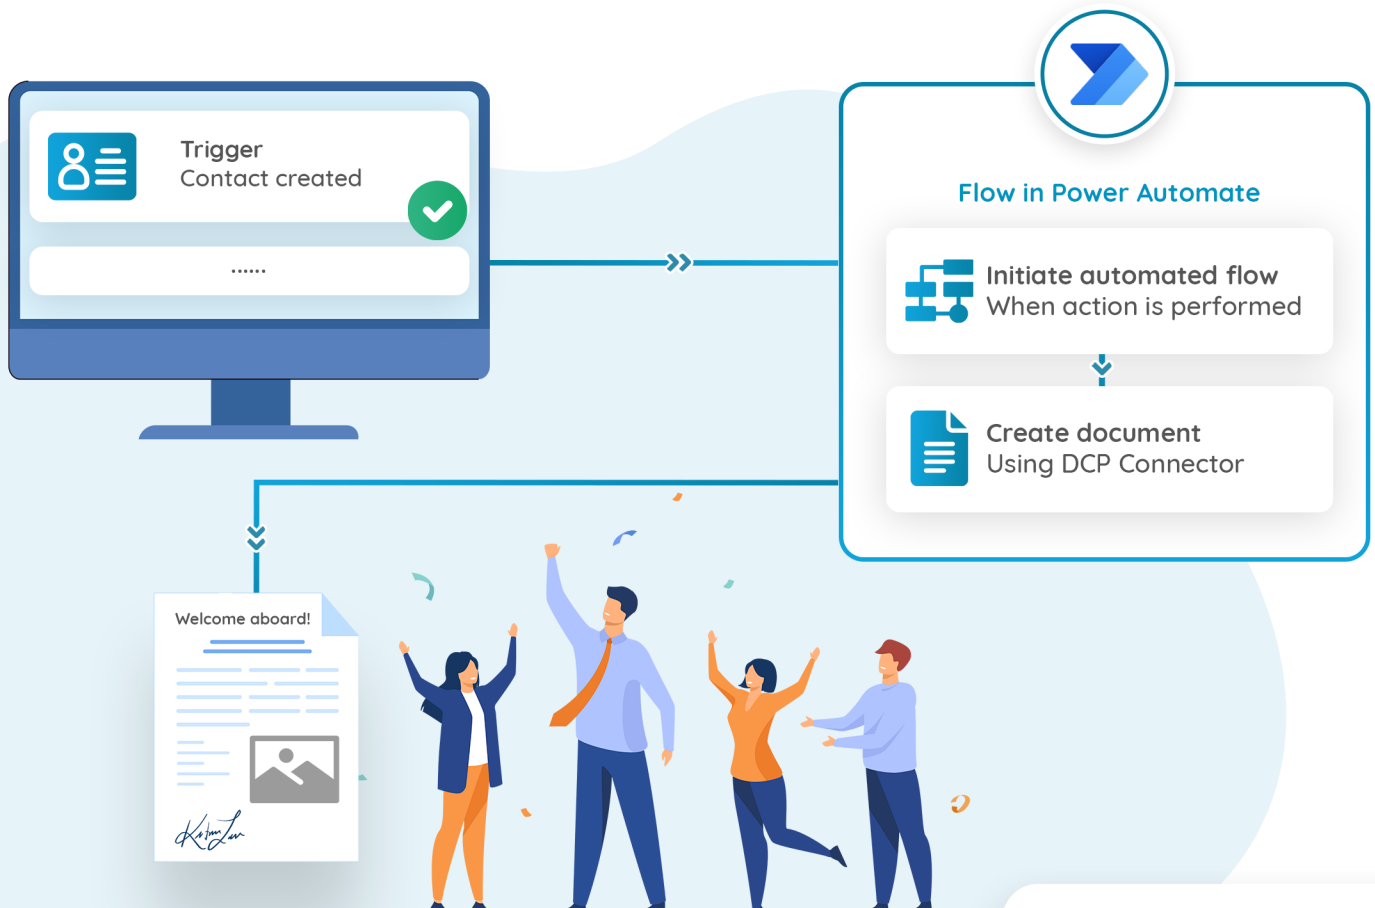 Trigger
Contact created
......
Flow in Power Automate
Initiate automated flow
When action is performed
Create document
Using DCP Connector
Welcome aboard!